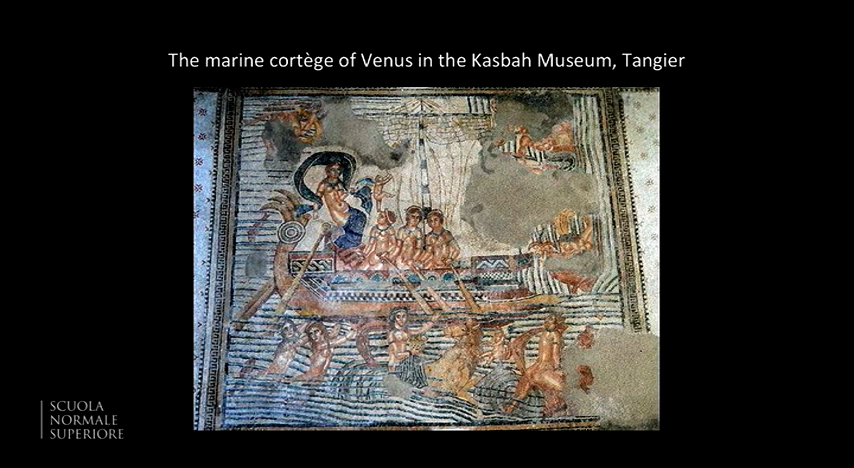 The marine cortège of Venus in the Kasbah Museum, Tangier
SCUOLA
NORMALE
SUPERIORE